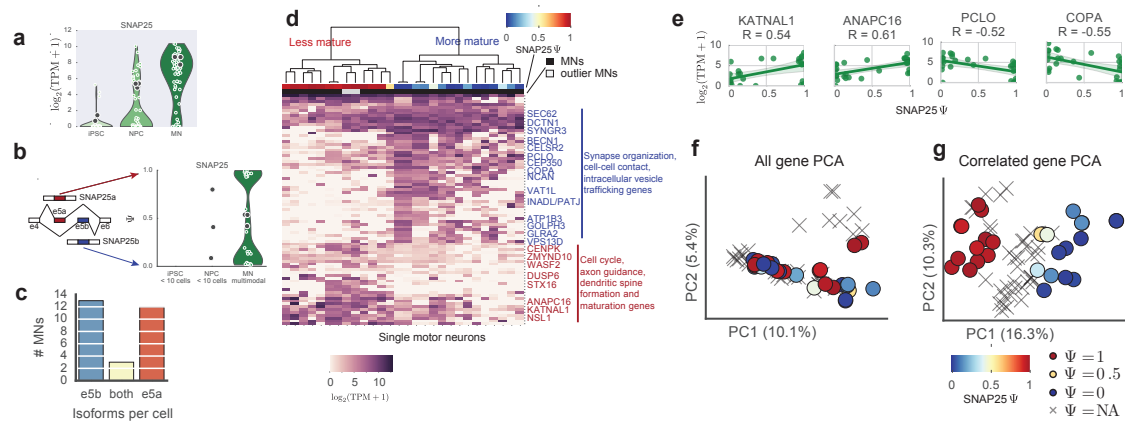 a
SNAP25
log2(TPM + 1)
12
10
8
6
4
2
0
iPSC
NPC
MN
b
SNAP25
SNAP25a
e5a
e4
e5b
e6
SNAP25b
Ψ
1.0
0.5
0.0
iPSC
< 10 cells
NPC
< 10 cells
MN
multimodal
c
# MNs
14
12
10
8
6
4
2
0
e5b
both
e5a
Isoforms per cell
d
Less mature
More mature
0
0.5
1
SNAP25 Ψ
MNs
outlier MNs
SEC62
DCTN1
SYNGR3
BECN1
CELSR2
PCLO
CEP350
COPA
NCAN
VAT1L
INADL/PATJ
ATP1B3
GOLPH3
GLRA2
VPS13D
CENPK
ZMYND10
WASF2
DUSP6
STX16
ANAPC16
KATNAL1
NSL1
Synapse organization,
cell-cell contact,
intracellular vesicle
trafficking genes
Cell cycle,
axon guidance,
dendritic spine
formation and
maturation genes
Single motor neurons
0
5
10
log2(TPM + 1)
e
KATNAL1
R = 0.54
ANAPC16
R = 0.61
PCLO
R = -0.52
COPA
R = -0.55
log2(TPM + 1)
10
5
0
0 1
0 1
0 1
0 1
SNAP25 Ψ
f
All gene PCA
PC2 (5.4%)
PC1 (10.1%)
g
Correlated gene PCA
PC2 (10.3%)
PC1 (16.3%)
0
0.5
1
SNAP25 Ψ
Ψ = 1
Ψ = 0.5
Ψ = 0
Ψ = NA